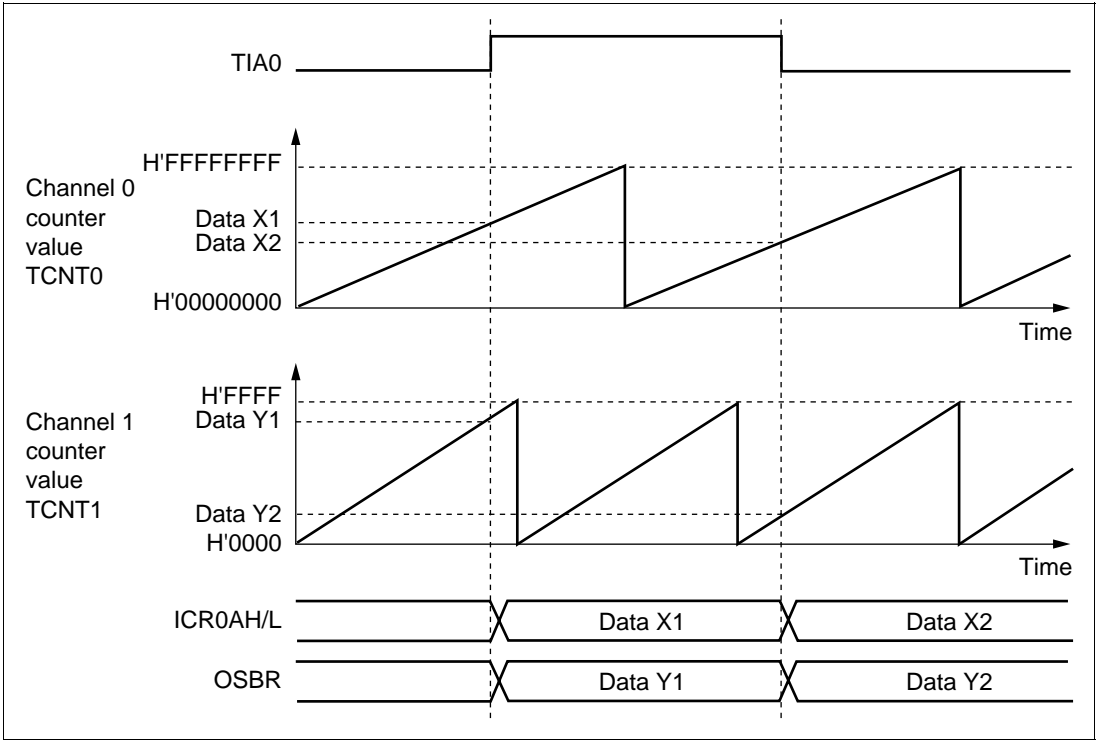 TIA0
H'FFFFFFFF
Channel 0
counter
value
TCNT0
Data X1
Data X2
H'00000000
Time
H'FFFF
Channel 1
counter
value
TCNT1
Data Y1
Data Y2
H'0000
Time
ICR0AH/L
Data X1
Data X2
OSBR
Data Y1
Data Y2